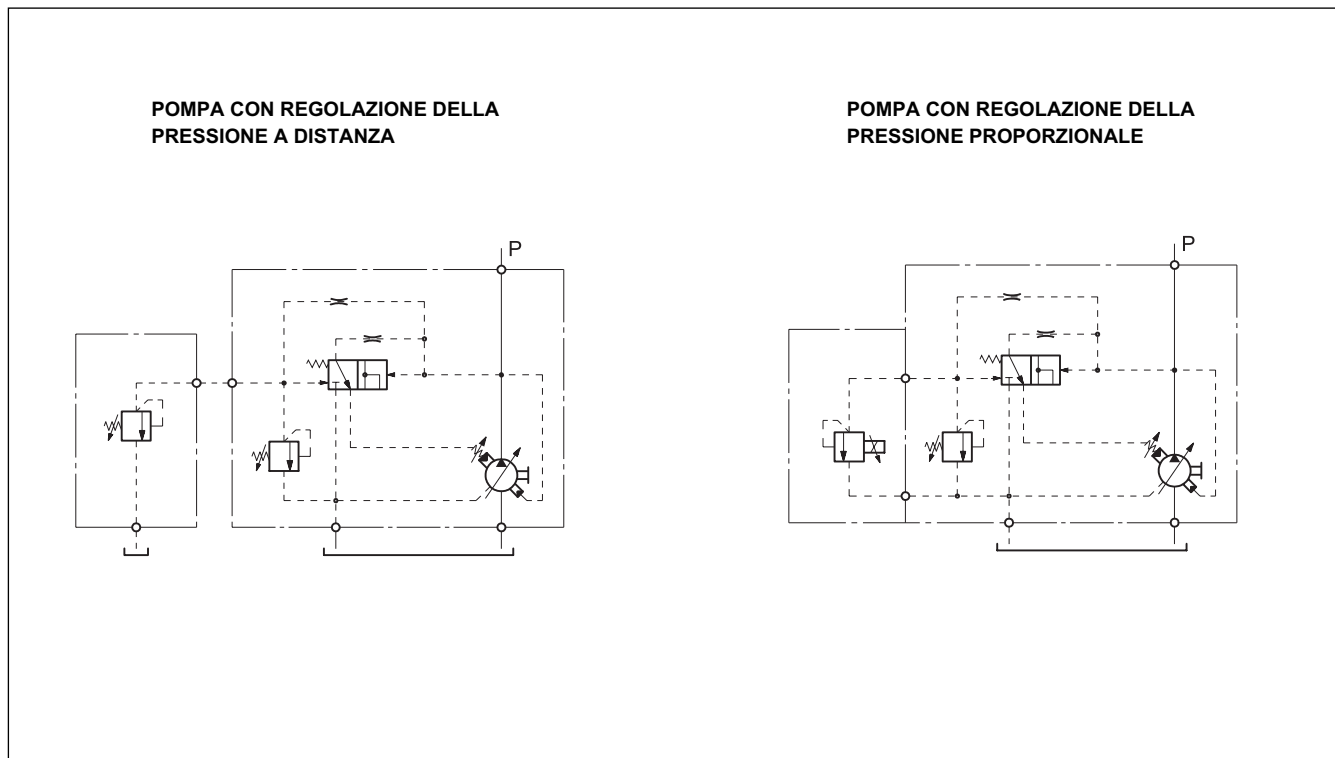 POMPA CON REGOLAZIONE DELLA
PRESSIONE A DISTANZA
P
POMPA CON REGOLAZIONE DELLA
PRESSIONE PROPORZIONALE
P